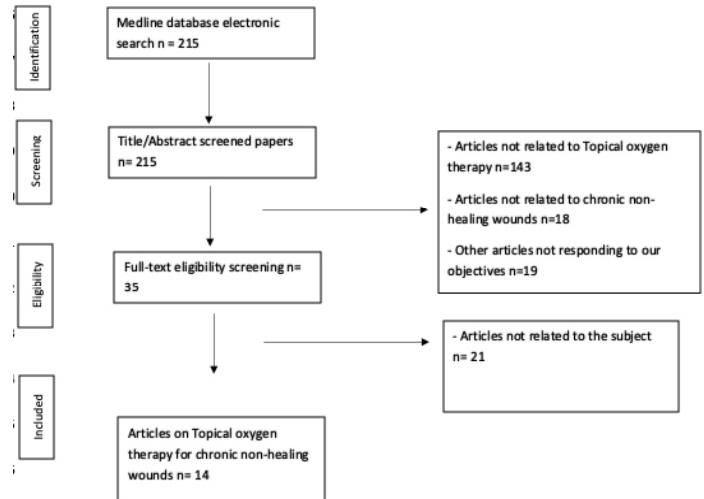 Identification
Medline database electronic
search n = 215
Screening
Title/Abstract screened papers
n= 215
- Articles not related to Topical oxygen
therapy n=143
- Articles not related to chronic non-
healing wounds n=18
- Other articles not responding to our
objectives n=19
Eligibility
Full-text eligibility screening n=
35
- Articles not related to the subject
n= 21
Included
Articles on Topical oxygen
therapy for chronic non-healing
wounds n= 14